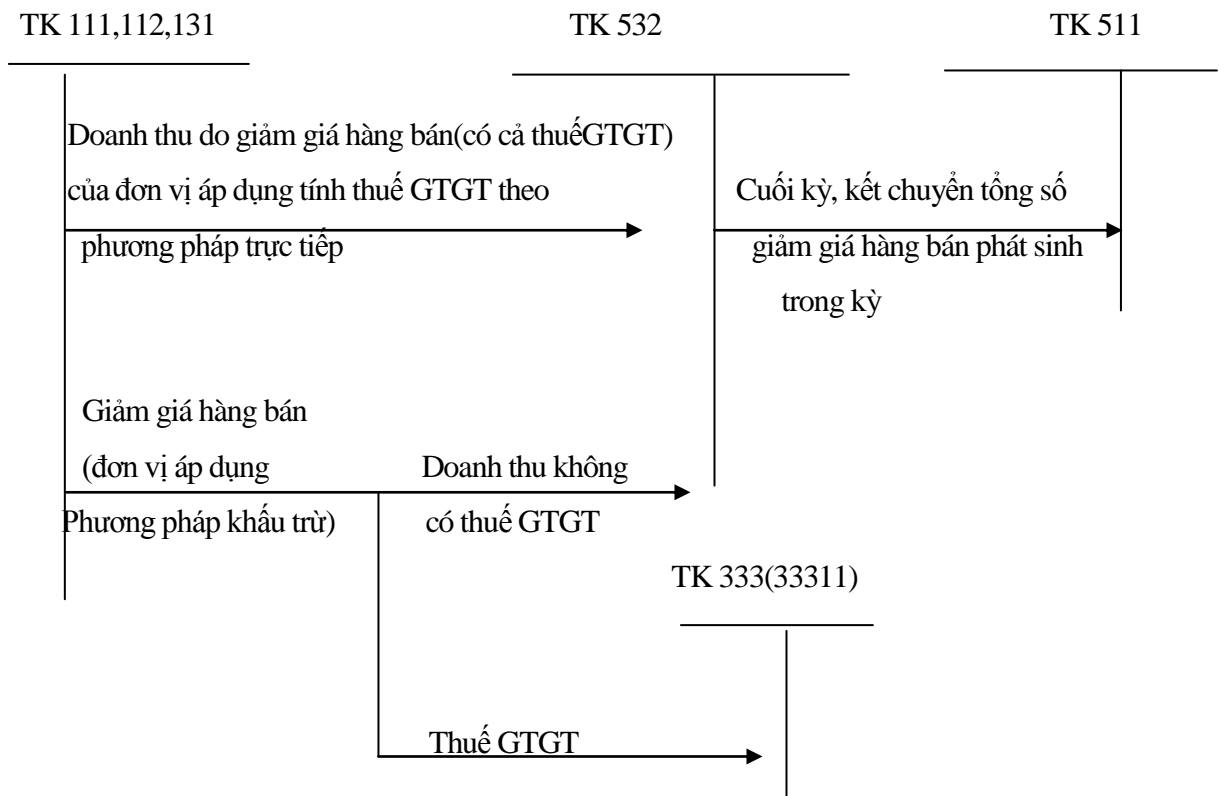 TK 111,112,131
TK 532
TK 511
Doanh thu do giảm giá hàng bán(có cả thuếGTGT)
của đơn vị áp dụng tính thuế GTGT theo
phương pháp trực tiếp
Cuối kỳ, kết chuyển tổng số
giảm giá hàng bán phát sinh
trong kỳ
Giảm giá hàng bán
(đơn vị áp dụng
Phương pháp khấu trừ)
Doanh thu không
có thuế GTGT
TK 333(33311)
Thuế GTGT